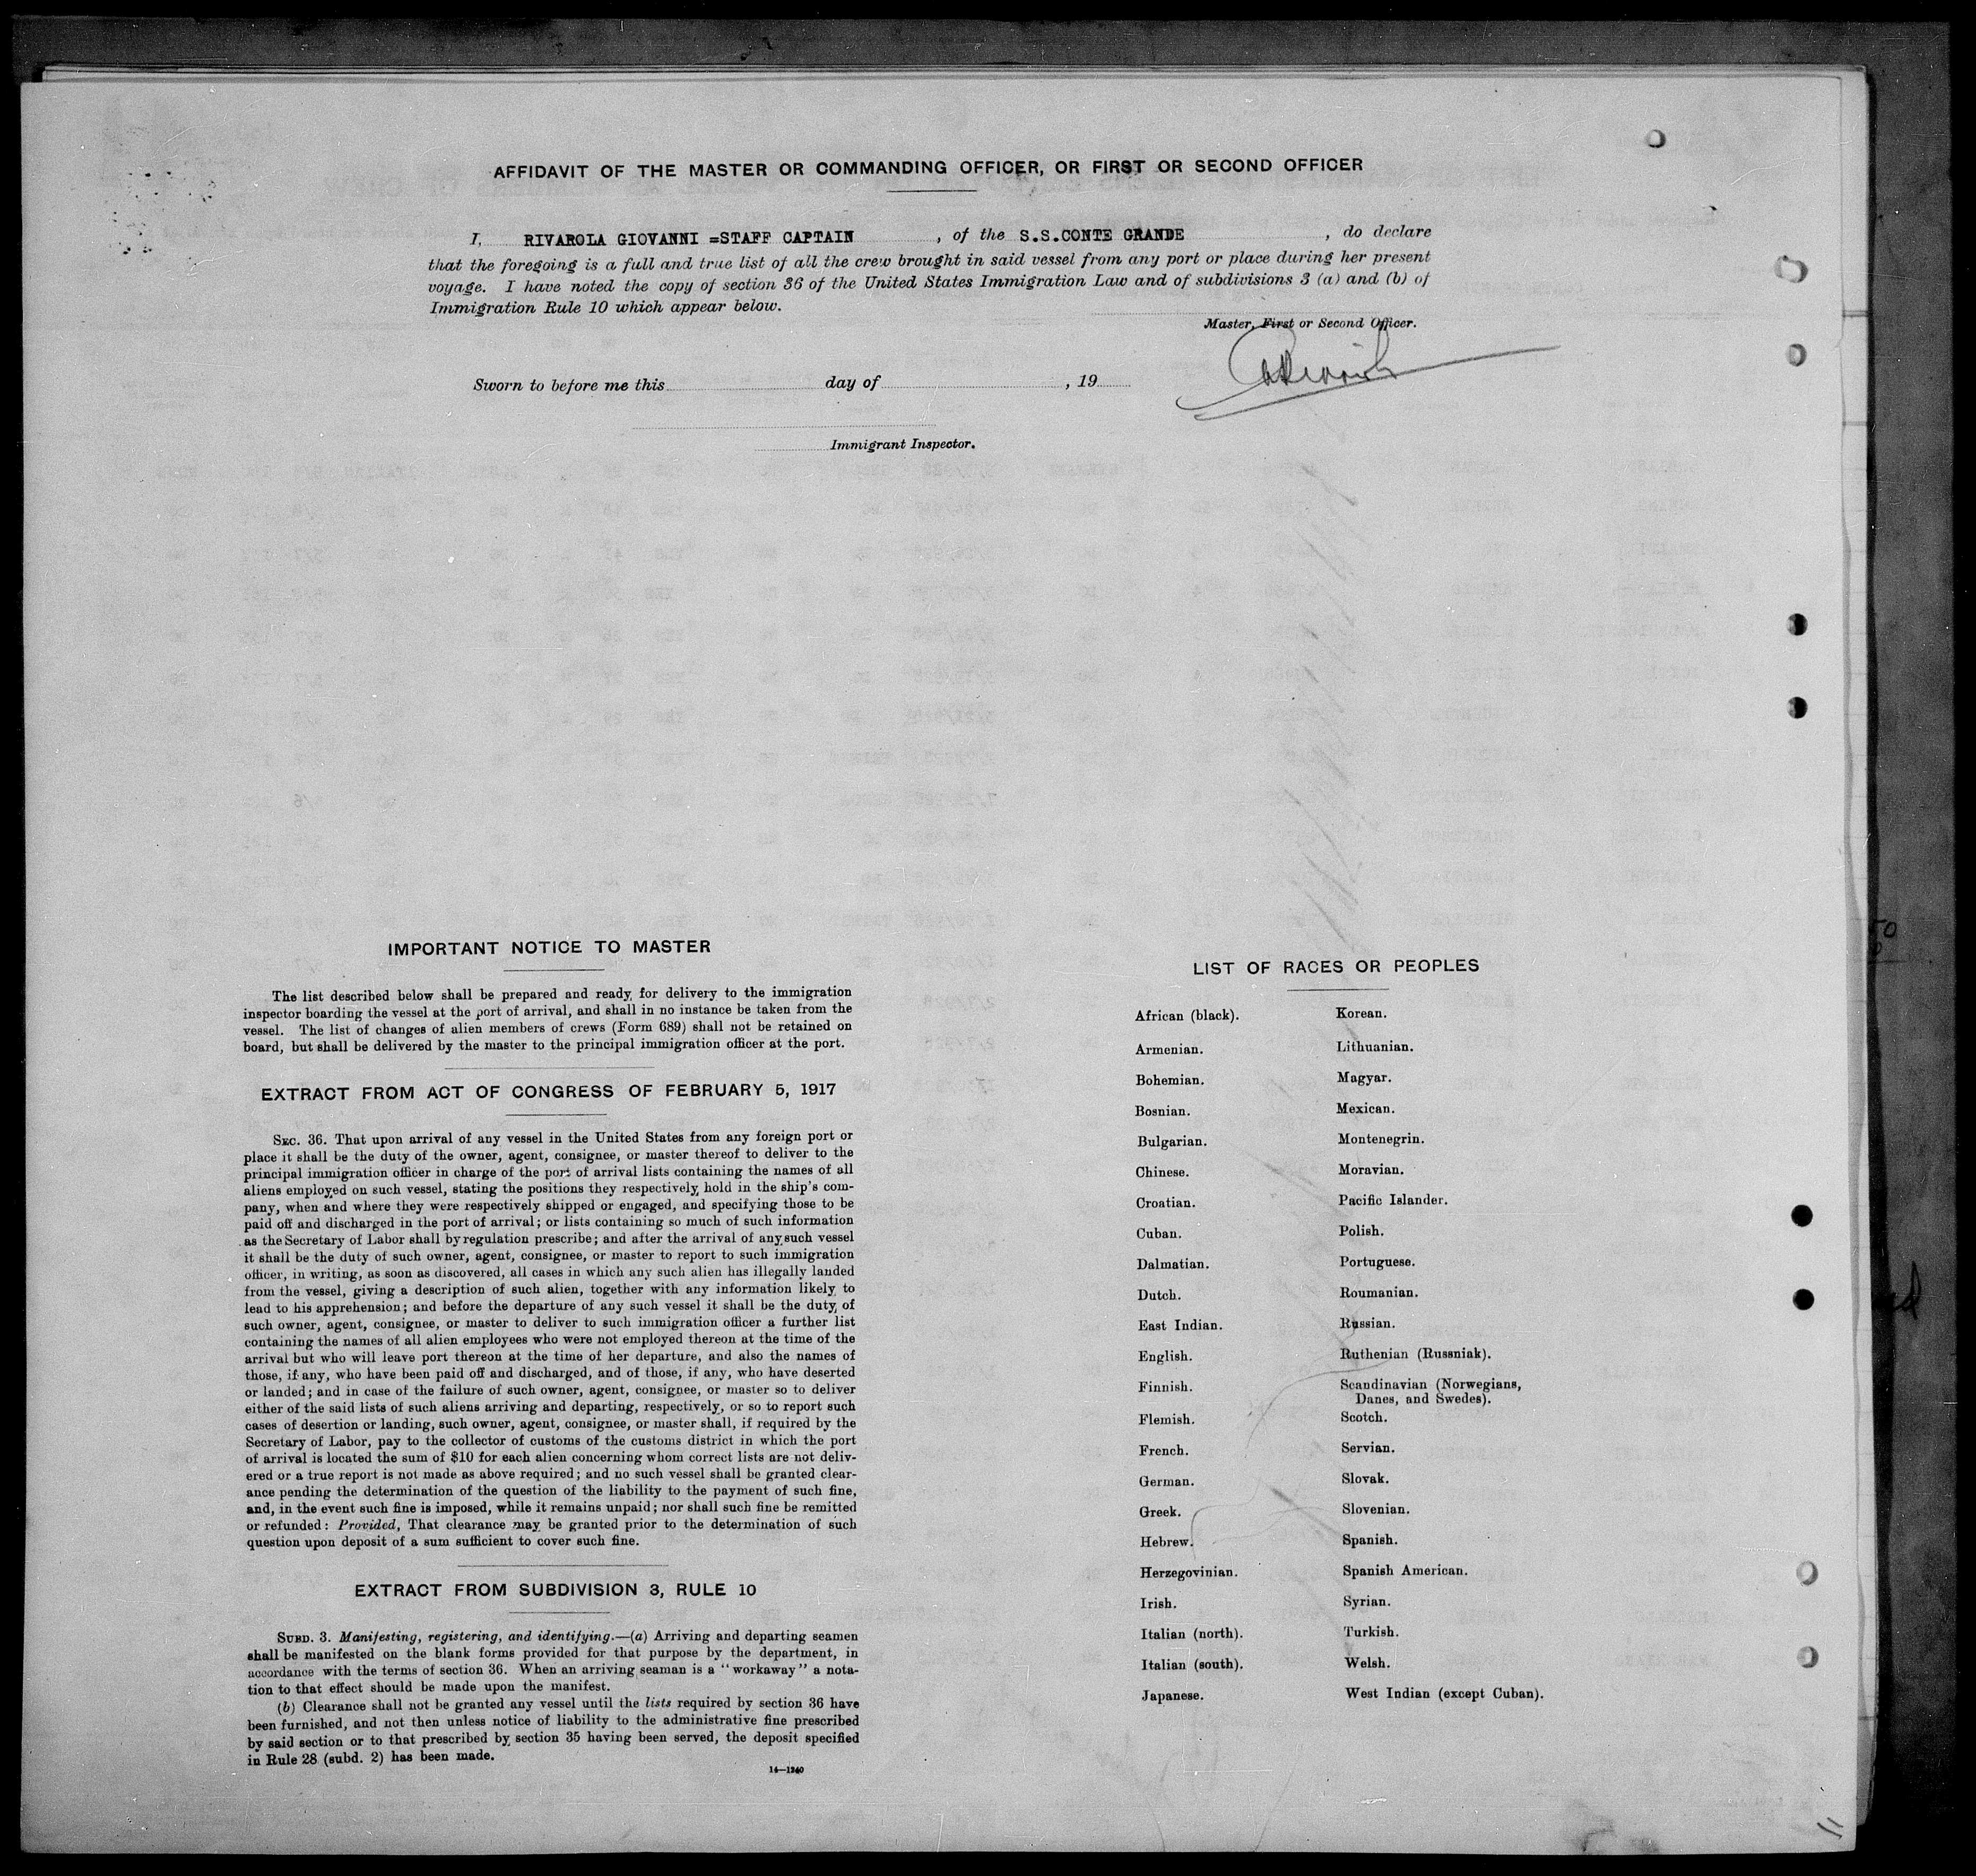 AFFIDAVIT OF THE MASTER OR COMMANDING OFFICER, OR FIRST OR SECOND OFFICER
I, RIVAROLA GIOVANNI =STAFF CAPTAIN , of the S.S.CONTE GRANDE , do declare
that the foregoing is a full and true list of all the crew brought in said vessel from any port or place during her present
voyage. I have noted the copy of section 36 of the United States Immigration Law and of subdivisions 3 (a) and (b) of
Immigration Rule 10 which appear below.
Master, First or Second Officer.
Sworn to before me this day of , 19
Immigrant Inspector.
IMPORTANT NOTICE TO MASTER
The list described below shall be prepared and ready for delivery to the immigration
inspector boarding the vessel at the port of arrival, and shall in no instance be taken from the
vessel. The list of changes of alien members of crews (Form 689) shall not be retained on
board, but shall be delivered by the master to the principal immigration officer at the port.
EXTRACT FROM ACT OF CONGRESS OF FEBRUARY 5, 1917
SEC. 36. That upon arrival of any vessel in the United States from any foreign port or
place it shall be the duty of the owner, agent, consignee, or master thereof to deliver to the
principal immigration officer in charge of the port of arrival lists containing the names of all
aliens employed on such vessel, stating the positions they respectively hold in the ship's com-
pany, when and where they were respectively shipped or engaged, and specifying those to be
paid off and discharged in the port of arrival; or lists containing so much of such information
as the Secretary of Labor shall by regulation prescribe; and after the arrival of any such vessel
it shall be the duty of such owner, agent, consignee, or master to report to such immigration
officer, in writing, as soon as discovered, all cases in which any such alien has illegally landed
from the vessel, giving a description of such alien, together with any information likely to
lead to his apprehension; and before the departure of any such vessel it shall be the duty of
such owner, agent, consignee, or master to deliver to such immigration officer a further list
containing the names of all alien employees who were not employed thereon at the time of the
arrival but who will leave port thereon at the time of her departure, and also the names of
those, if any, who have been paid off and discharged, and of those, if any, who have deserted
or landed; and in case of the failure of such owner, agent, consignee, or master so to deliver
either of the said lists of such aliens arriving and departing, respectively, or so to report such
cases of desertion or landing, such owner, agent, consignee, or master shall, if required by the
Secretary of Labor, pay to the collector of customs of the customs district in which the port
of arrival is located the sum of $10 for each alien concerning whom correct lists are not deliv-
ered or a true report is not made as above required; and no such vessel shall be granted clear-
ance pending the determination of the question of the liability to the payment of such fine,
and, in the event such fine is imposed, while it remains unpaid; nor shall such fine be remitted
or refunded: Provided, That clearance may be granted prior to the determination of such
question upon deposit of a sum sufficient to cover such fine.
EXTRACT FROM SUBDIVISION 3, RULE 10
SUBD. 3. Manifesting, registering, and identifying.—(a) Arriving and departing seamen
shall be manifested on the blank forms provided for that purpose by the department, in
accordance with the terms of section 36. When an arriving seaman is a "workaway" a nota-
tion to that effect should be made upon the manifest.
(b) Clearance shall not be granted any vessel until the lists required by section 36 have
been furnished, and not then unless notice of liability to the administrative fine prescribed
by said section or to that prescribed by section 35 having been served, the deposit specified
in Rule 28 (subd. 2) has been made.
14—1240
LIST OF RACES OR PEOPLES
African (black).
Armenian.
Bohemian.
Bosnian.
Bulgarian.
Chinese.
Croatian.
Cuban.
Dalmatian.
Dutch.
East Indian.
English.
Finnish.
Flemish.
French.
German.
Greek.
Hebrew.
Herzegovinian.
Irish.
Italian (north).
Italian (south).
Japanese.
Korean.
Lithuanian.
Magyar.
Mexican.
Montenegrin.
Moravian.
Pacific Islander.
Polish.
Portuguese.
Roumanian.
Russian.
Ruthenian (Russniak).
Scandinavian (Norwegians,
Danes, and Swedes).
Scotch.
Servian.
Slovak.
Slovenian.
Spanish.
Spanish American.
Syrian.
Turkish.
Welsh.
West Indian (except Cuban).